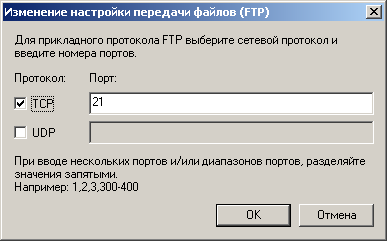 Изменение настройки передачи файлов (FTP)
Для прикладного протокола FTP выберите сетевой протокол и
введите номера портов.
Протокол: Порт:
TCP 21
UDP
При вводе нескольких портов и/или диапазонов портов, разделяйте
значения запятыми.
Например: 1,2,3,300-400
OK Отмена